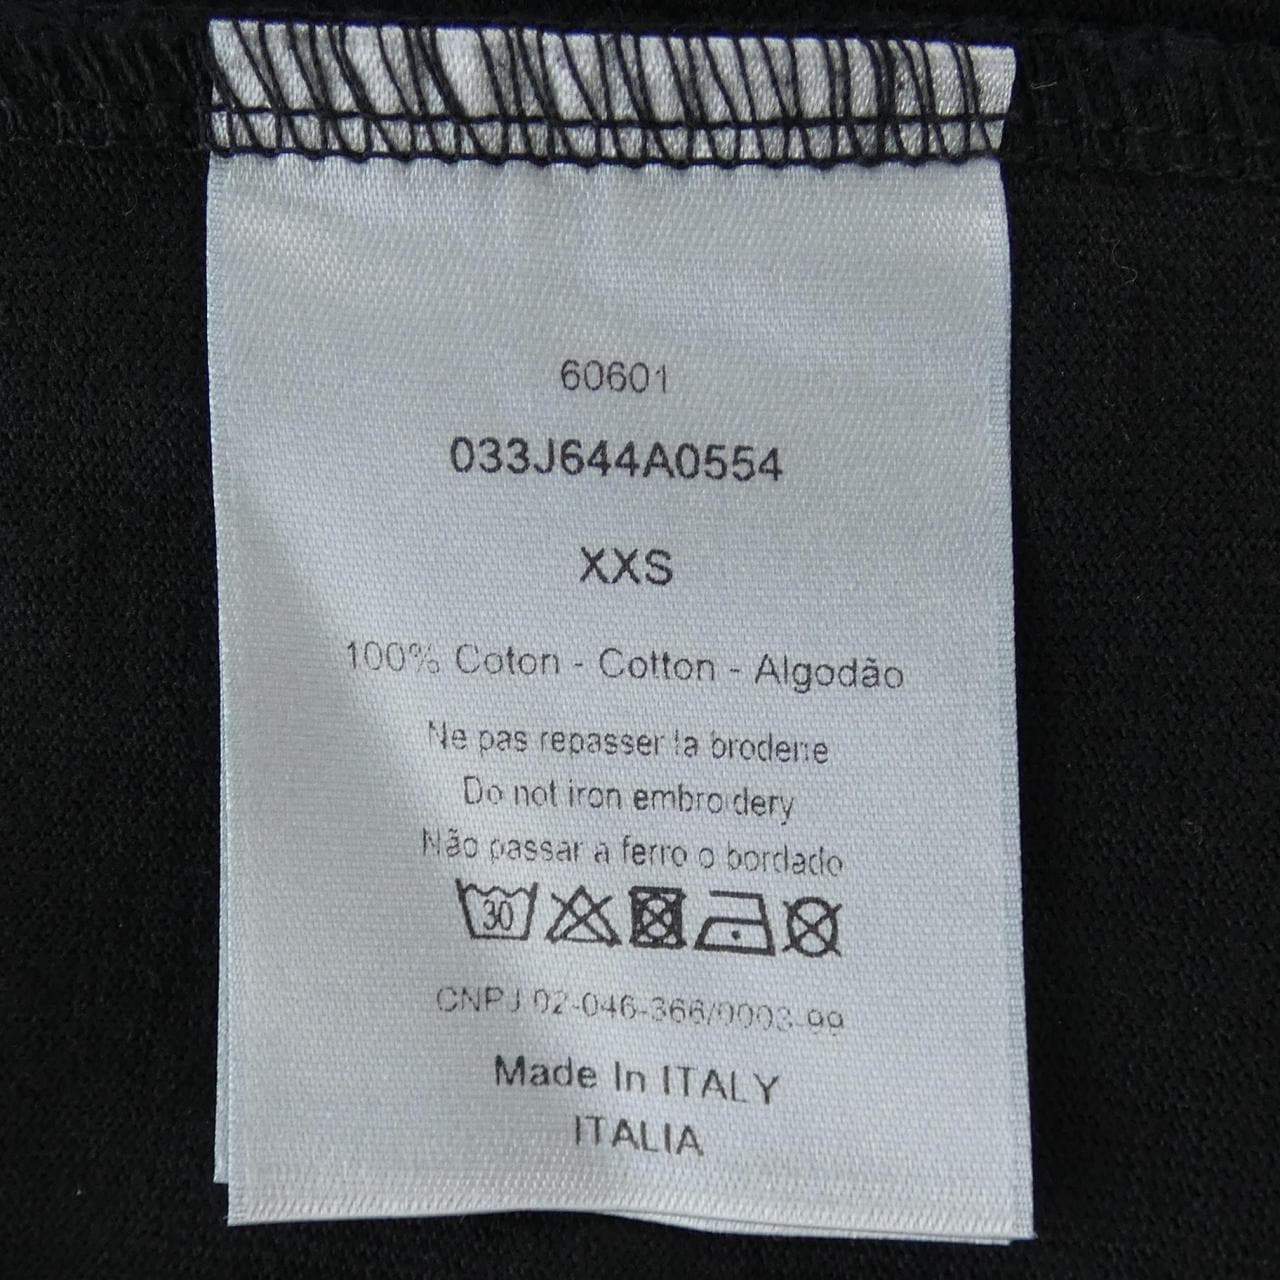 60601
033J644A0554
XXS
100% Coton - Cotton - Algodão
Ne pas repasser la broderie
Do not iron embroidery
Não passar a ferro o bordado
30
CNPJ 02-046-366/0003-99
Made In ITALY
ITALIA